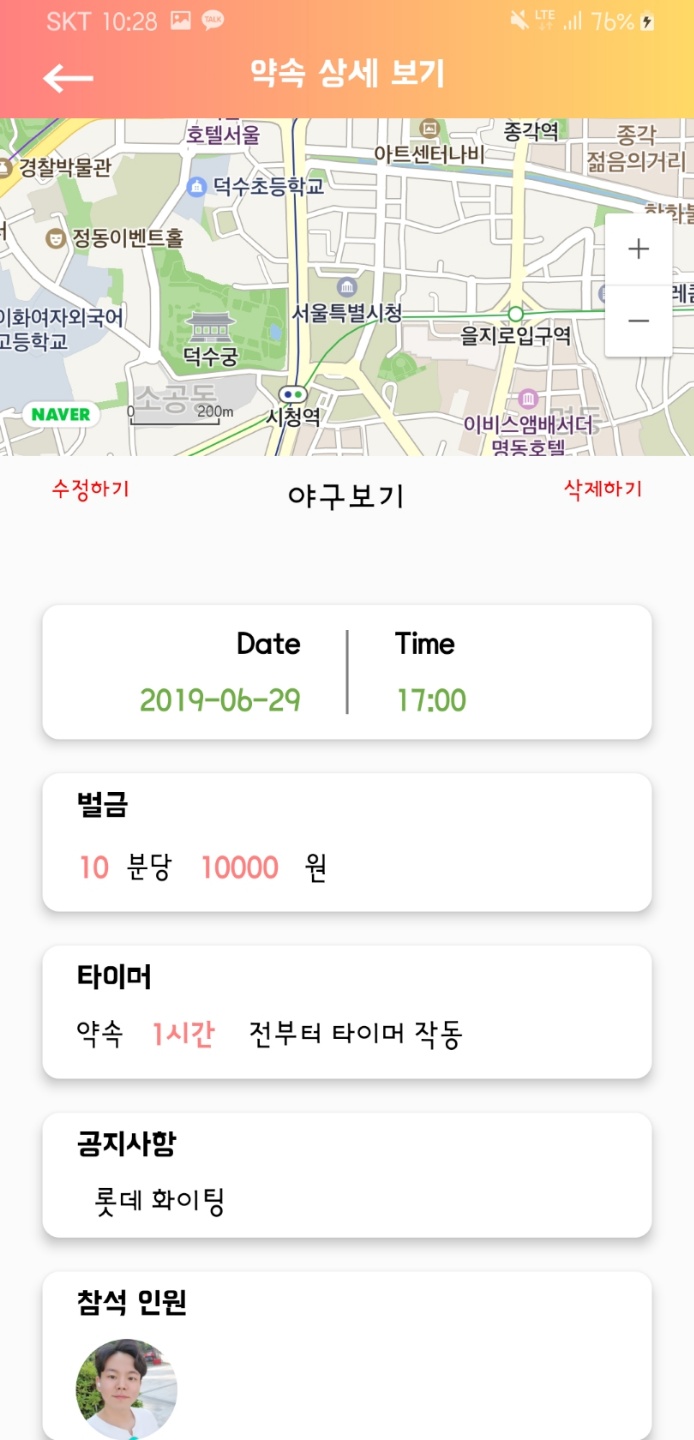 SKT 10:28 TALK LTE 76%
약속 상세 보기
호텔서울
종각역
종각
젊음의거리
아트센터나비
경찰박물관
덕수초등학교
정동이벤트홀
이화여자외국어
고등학교
서울특별시청
을지로입구역
덕수궁
소공동
NAVER
0 200m
시청역
이비스앰배서더
명동호텔
명동
+
−
수정하기 야구보기 삭제하기
Date Time
2019-06-29 17:00
벌금
10 분당 10000 원
타이머
약속 1시간 전부터 타이머 작동
공지사항
롯데 화이팅
참석 인원